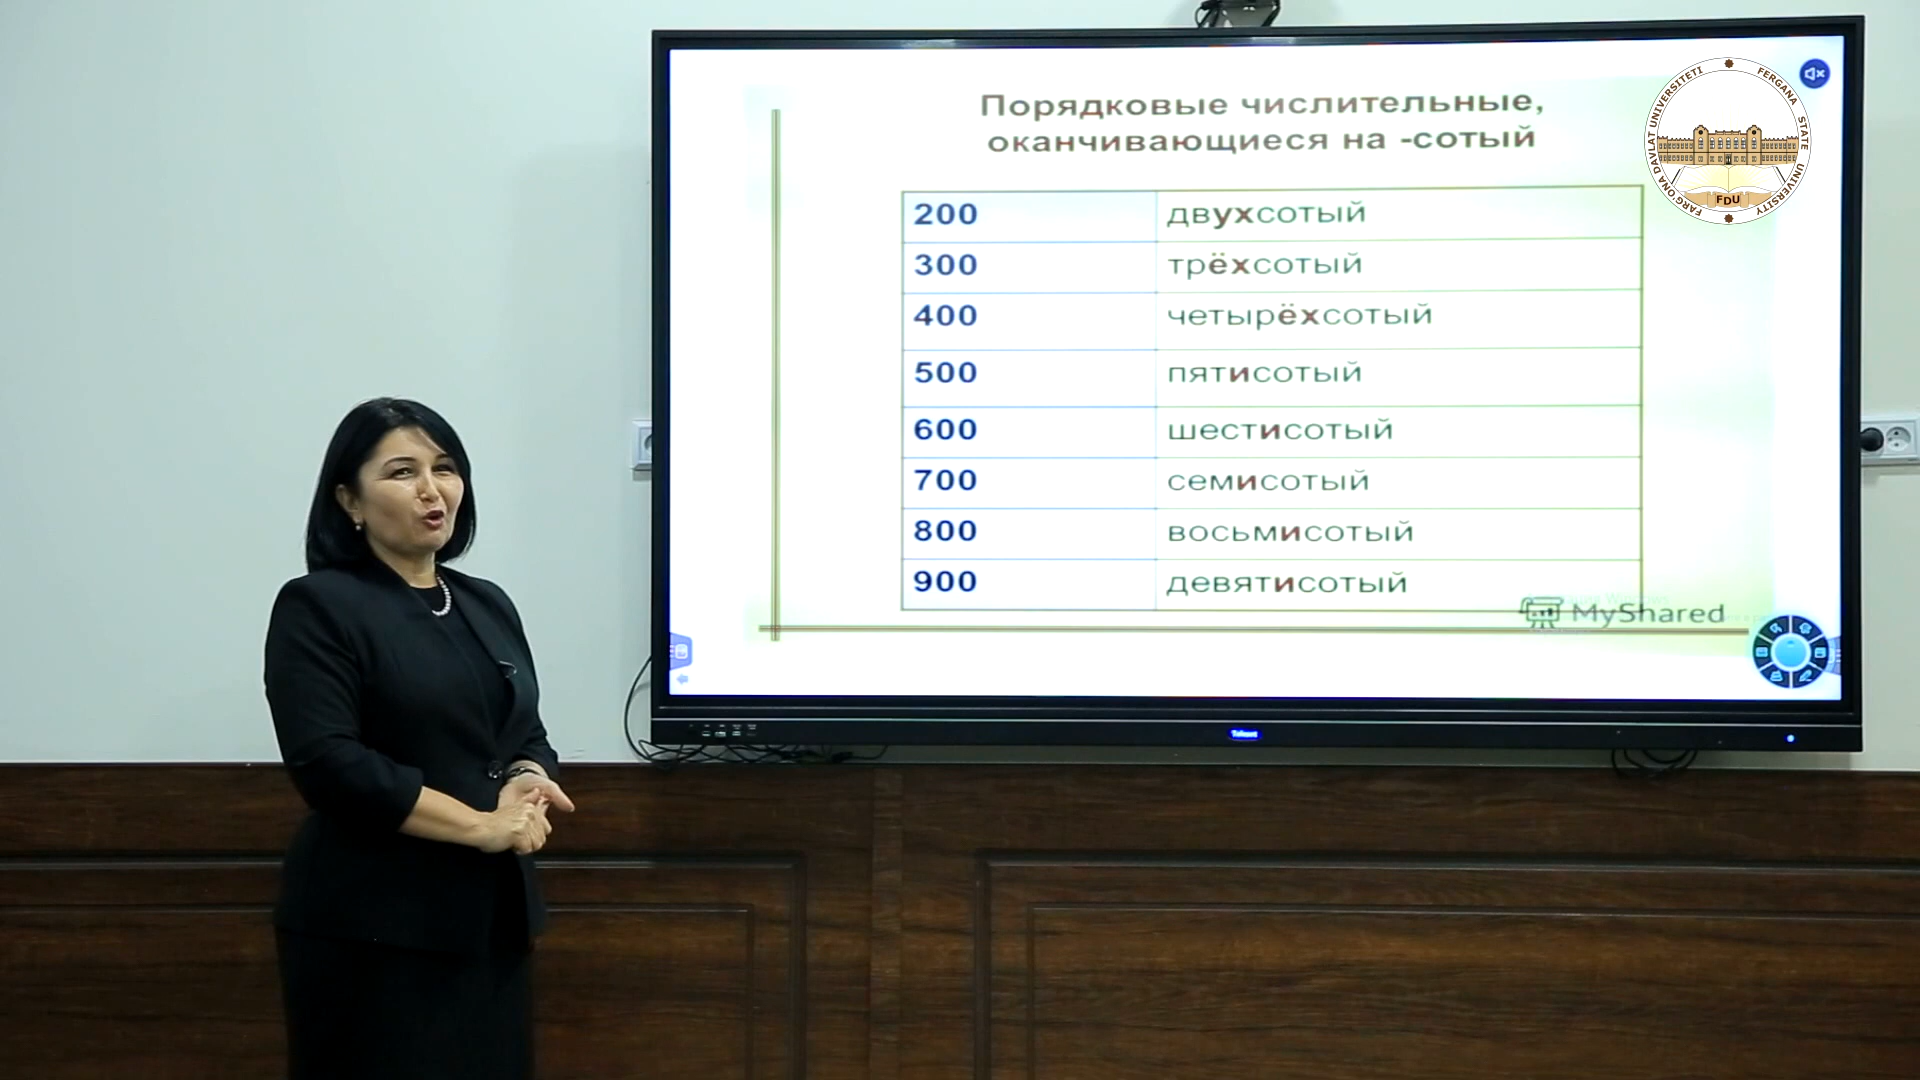 Порядковые числительные,
оканчивающиеся на -сотый
200 двухсотый
300 трёхсотый
400 четырёхсотый
500 пятисотый
600 шестисотый
700 семисотый
800 восьмисотый
900 девятисотый
MyShared
FARG'ONA DAVLAT UNIVERSITETI
FERGANA STATE UNIVERSITY
FDU